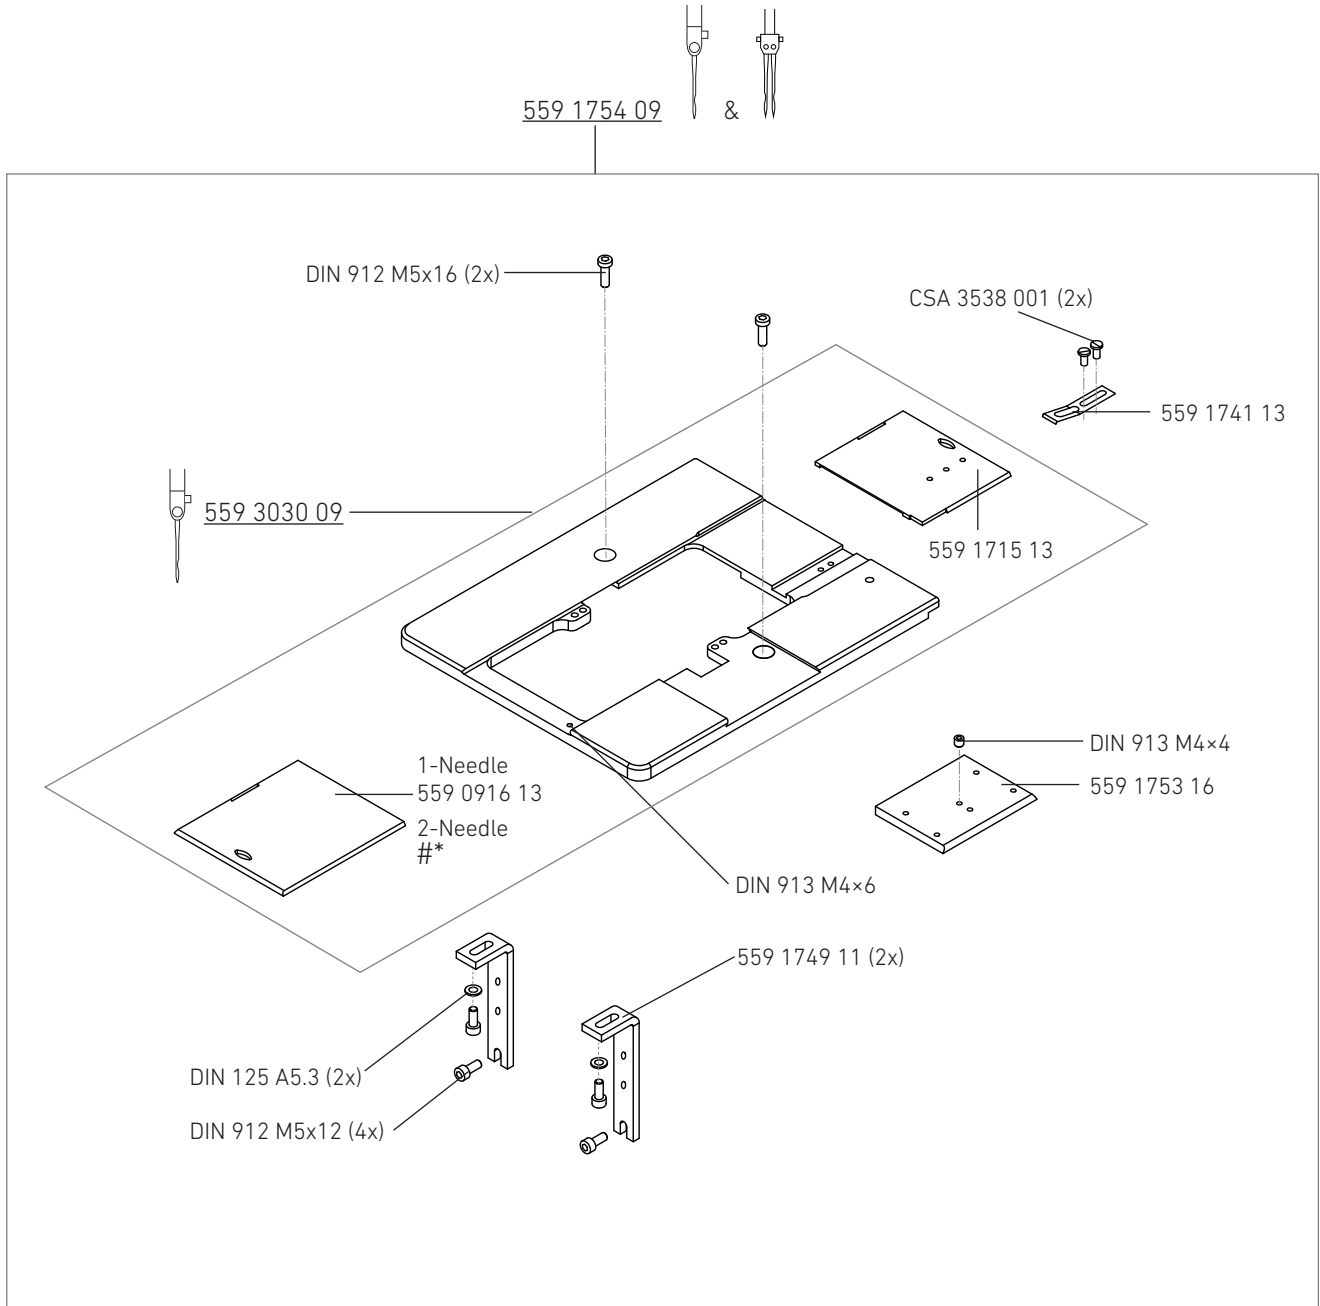 559 1754 09 &
DIN 912 M5x16 (2x)
CSA 3538 001 (2x)
559 1741 13
559 3030 09
559 1715 13
DIN 913 M4×4
1-Needle
559 0916 13
559 1753 16
2-Needle
#*
DIN 913 M4×6
559 1749 11 (2x)
DIN 125 A5.3 (2x)
DIN 912 M5x12 (4x)